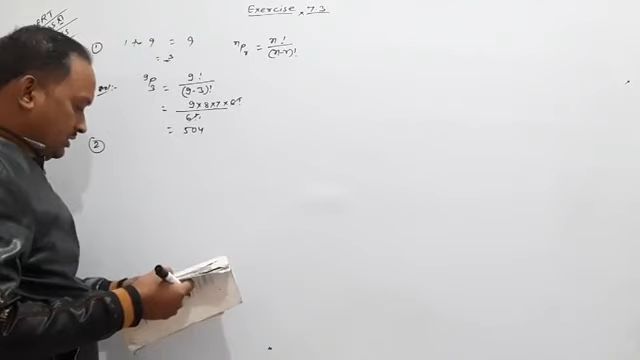 Exercise 7.3
① 1 to 9 = 9
ⁿPᵣ = n! / (n-r)!
= 3
⁹P₃ = 9! / (9-3)!
= 9×8×7×6! / 6!
= 504
②